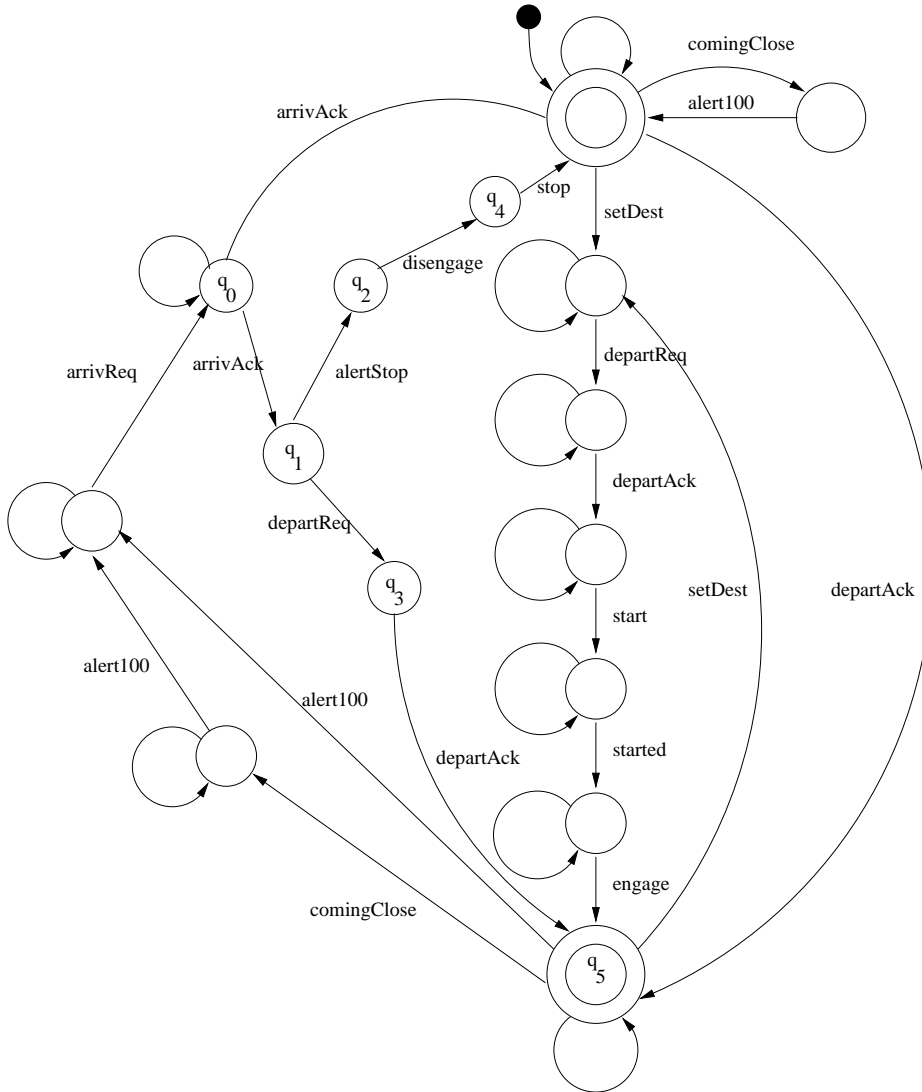 comingClose
alert100
arrivAck
stop
q4
setDest
disengage
q0
q2
departReq
arrivReq
arrivAck
alertStop
q1
departAck
departReq
q3
setDest
departAck
start
alert100
alert100
started
departAck
engage
comingClose
q5